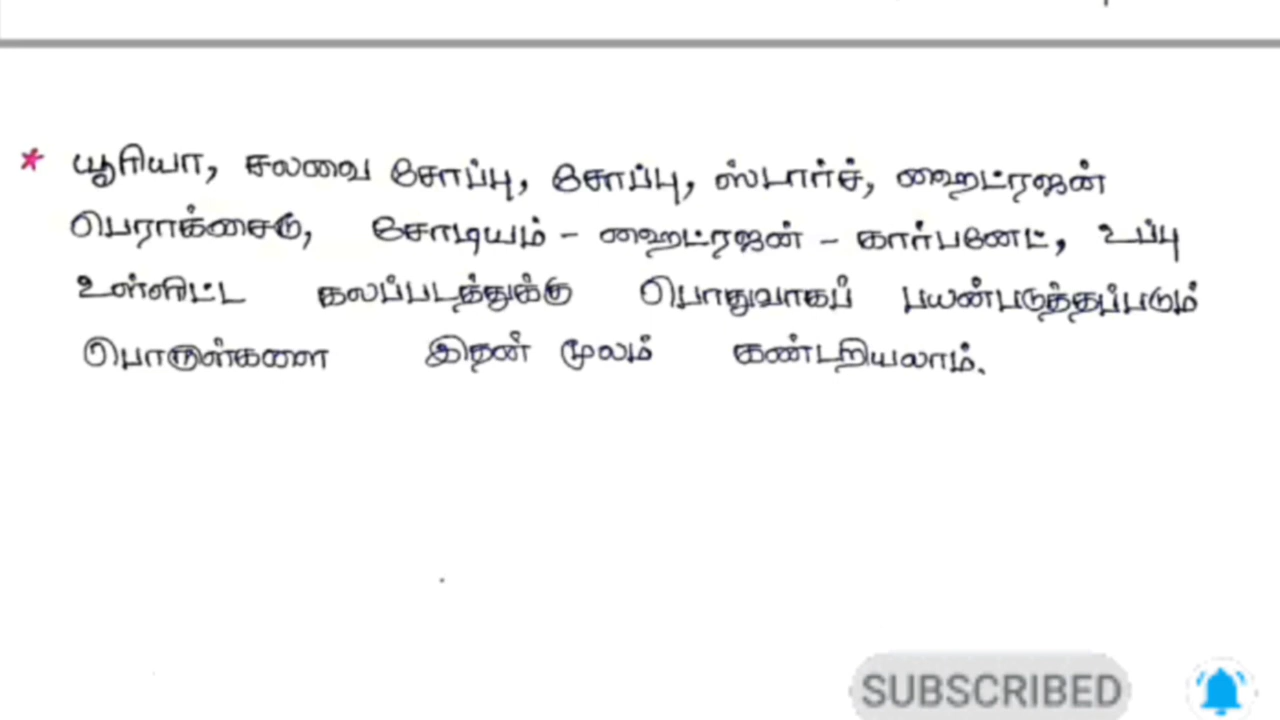 * யூரியா, சலவை சோப்பு, சோப்பு, ஸ்டார்ச், ஹைட்ரஜன்
பெராக்சைடு, சோடியம் - ஹைட்ரஜன் - கார்பனேட், உப்பு
உள்ளிட்ட கலப்படத்துக்கு பொதுவாகப் பயன்படுத்தப்படும்
பொருள்களை இதன் மூலம் கண்டறியலாம்.
SUBSCRIBED